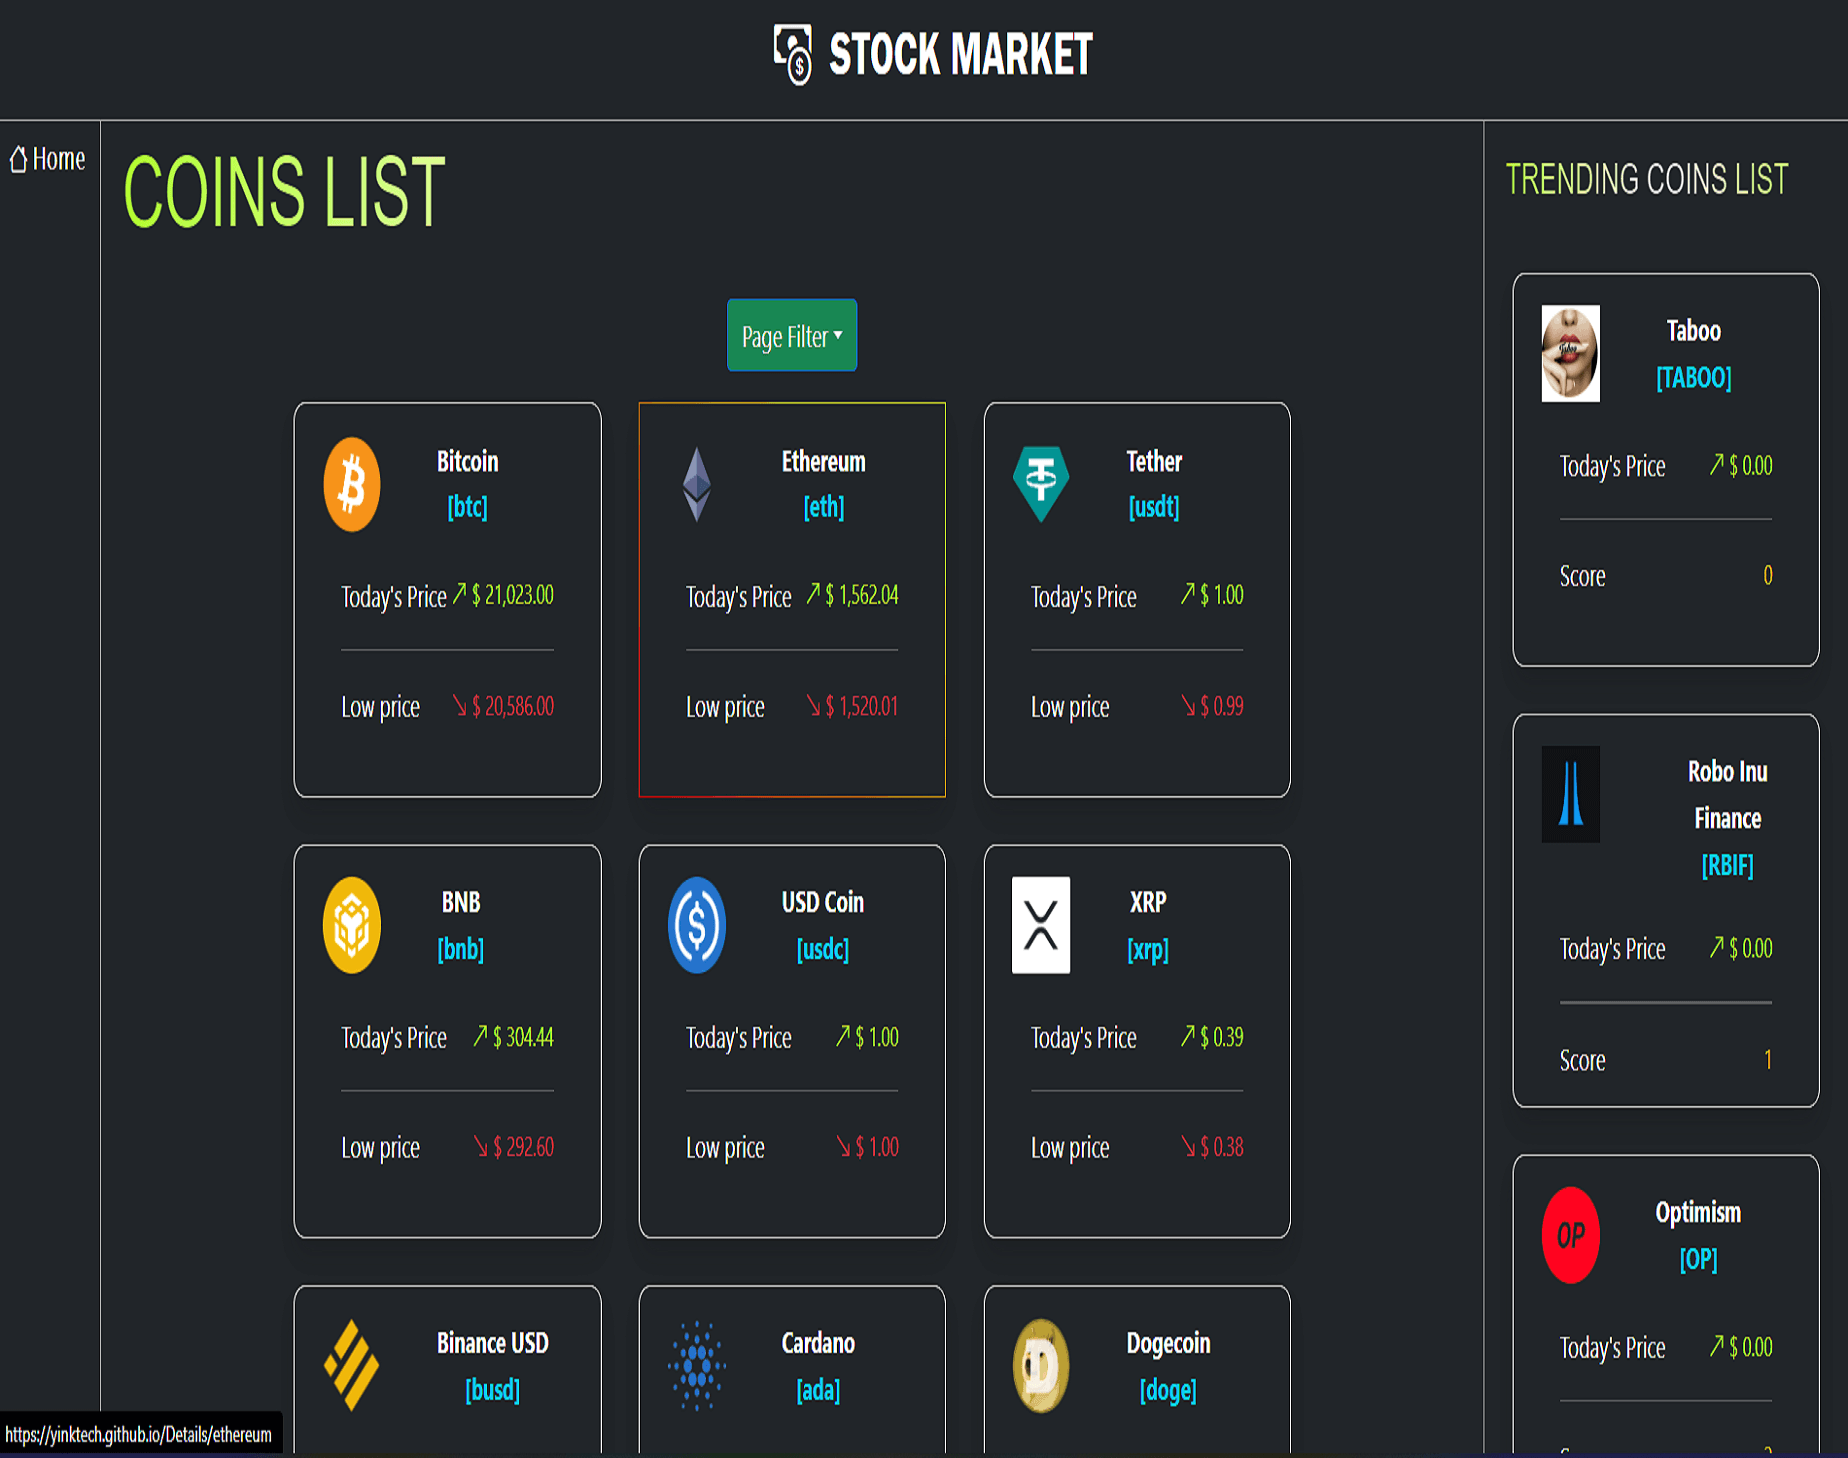 STOCK MARKET
Home
COINS LIST
Page Filter
Bitcoin
[btc]
Today's Price $ 21,023.00
Low price $ 20,586.00
Ethereum
[eth]
Today's Price $ 1,562.04
Low price $ 1,520.01
Tether
[usdt]
Today's Price $ 1.00
Low price $ 0.99
BNB
[bnb]
Today's Price $ 304.44
Low price $ 292.60
USD Coin
[usdc]
Today's Price $ 1.00
Low price $ 1.00
XRP
[xrp]
Today's Price $ 0.39
Low price $ 0.38
Binance USD
[busd]
Cardano
[ada]
Dogecoin
[doge]
TRENDING COINS LIST
Taboo
[TABOO]
Today's Price $ 0.00
Score 0
Robo Inu
Finance
[RBIF]
Today's Price $ 0.00
Score 1
OP
Optimism
[OP]
Today's Price $ 0.00
https://yinktech.github.io/Details/ethereum